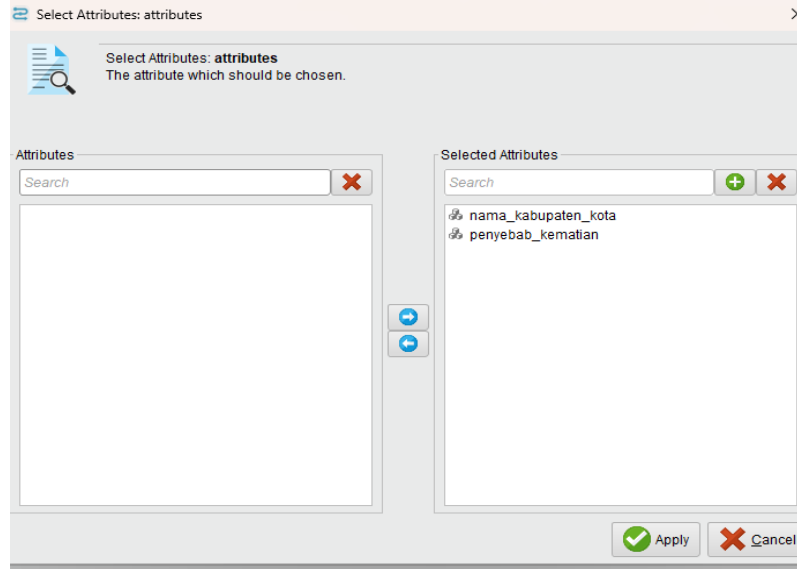 Select Attributes: attributes
Select Attributes: attributes
The attribute which should be chosen.
Attributes
Search
Selected Attributes
Search
nama_kabupaten_kota
penyebab_kematian
Apply
Cancel